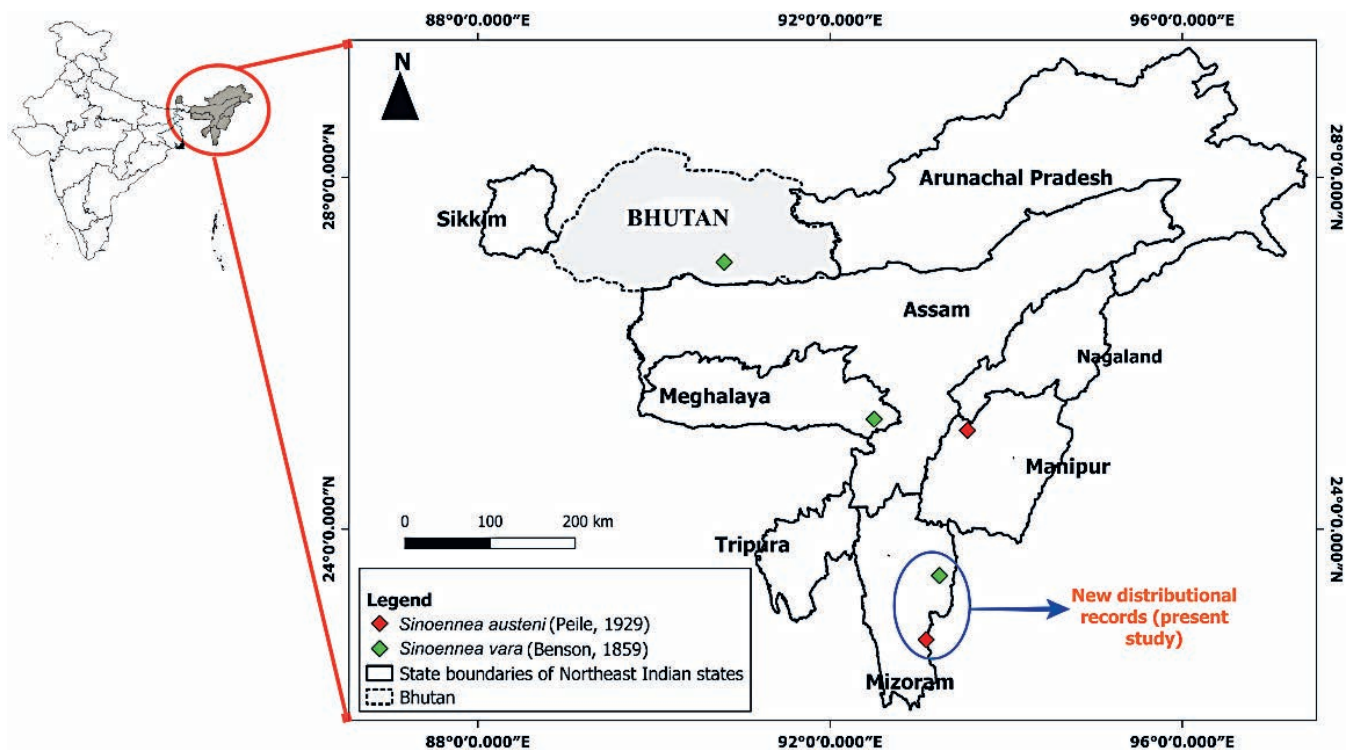 88°0'0.000"E
92°0'0.000"E
96°0'0.000"E
N
28°0'0.000"N
28°0'0.000"N
Arunachal Pradesh
Sikkim
BHUTAN
Assam
Nagaland
Meghalaya
Manipur
24°0'0.000"N
24°0'0.000"N
0 100 200 km
Tripura
Legend
Sinoennea austeni (Peile, 1929)
Sinoennea vara (Benson, 1859)
State boundaries of Northeast Indian states
Bhutan
New distributional
records (present
study)
Mizoram
88°0'0.000"E
92°0'0.000"E
96°0'0.000"E